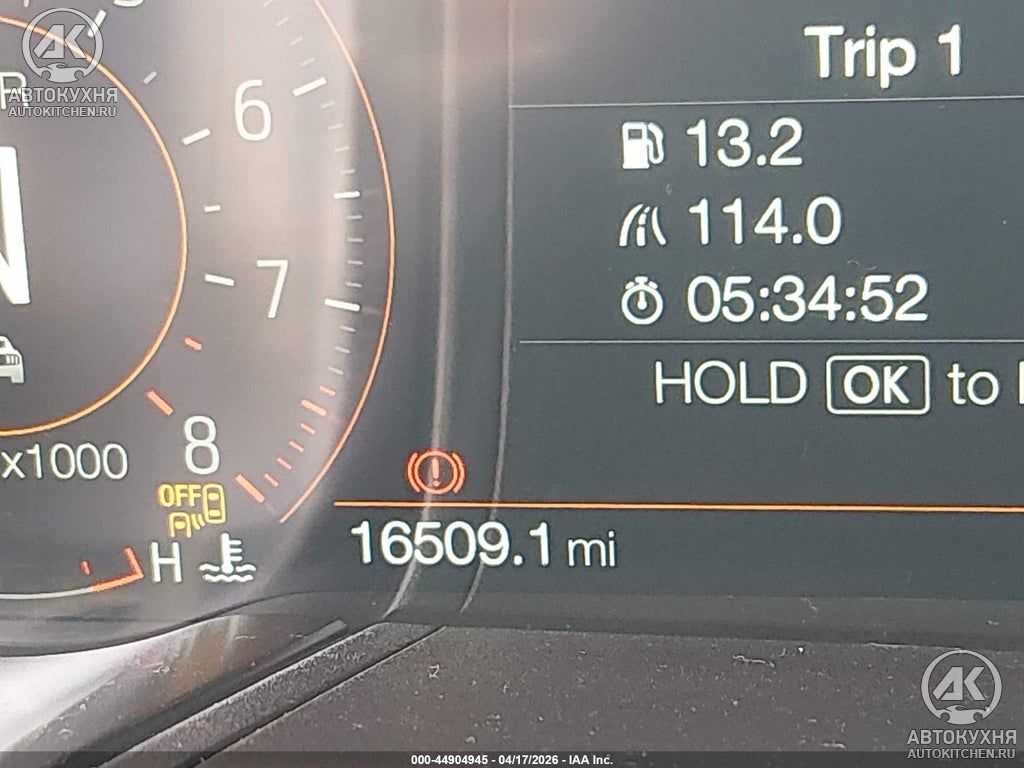 АВТОКУХНЯ
AUTOKITCHEN.RU
Trip 1
6
13.2
114.0
7
05:34:52
HOLD OK to
8
x1000
OFF
H
16509.1 mi
АВТОКУХНЯ
AUTOKITCHEN.RU
000-44904945 - 04/17/2026 - IAA Inc.